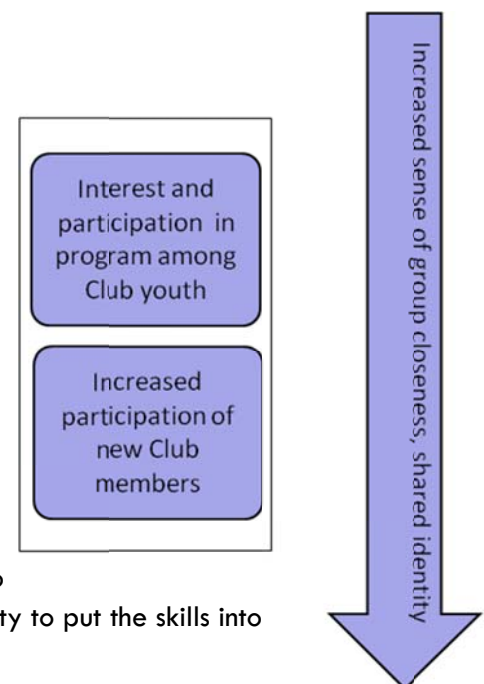 Interest and
participation in
program among
Club youth
Increased
participation of
new Club
members
Increased sense of group closeness, shared identity
ty to put the skills into